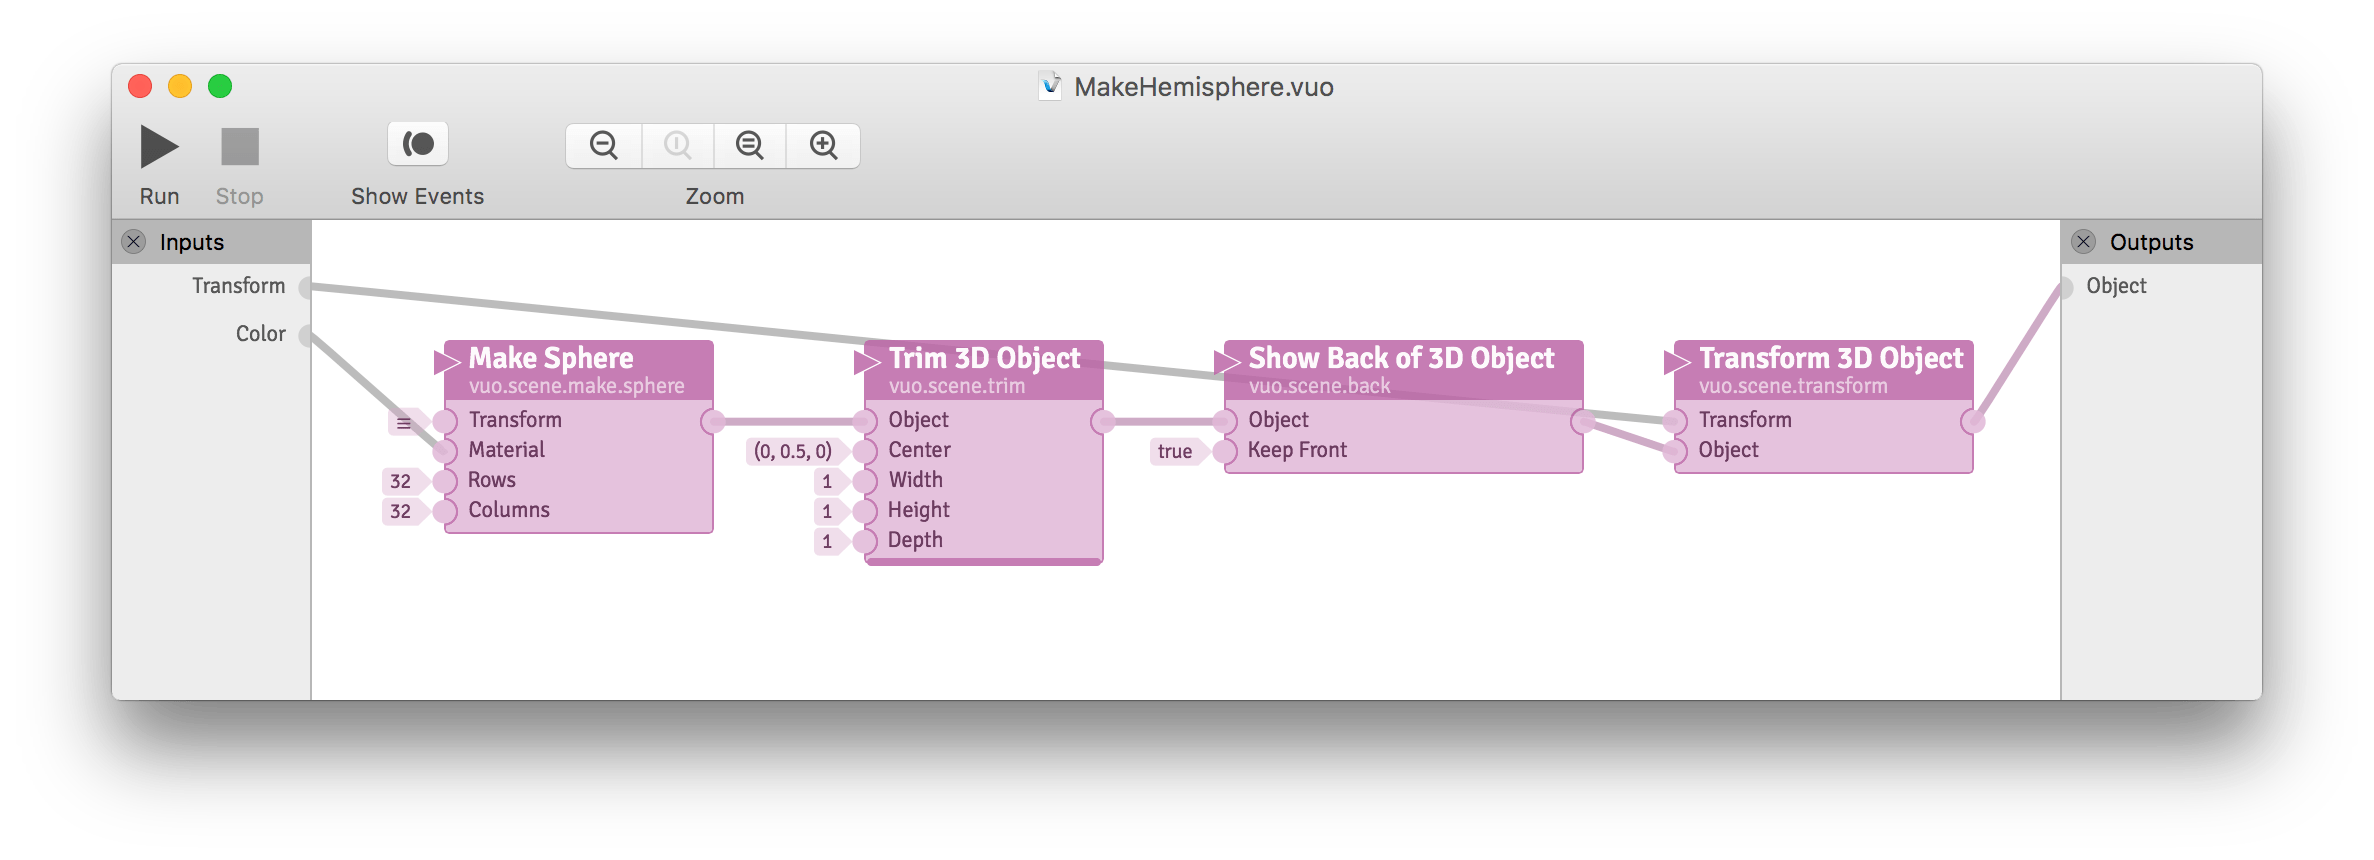 MakeHemisphere.vuo
Run
Stop
Show Events
Zoom
Inputs
Transform
Color
Make Sphere
vuo.scene.make.sphere
Transform
Material
32 Rows
32 Columns
Trim 3D Object
vuo.scene.trim
Object
(0, 0.5, 0) Center
1 Width
1 Height
1 Depth
Show Back of 3D Object
vuo.scene.back
Object
true Keep Front
Transform 3D Object
vuo.scene.transform
Transform
Object
Outputs
Object